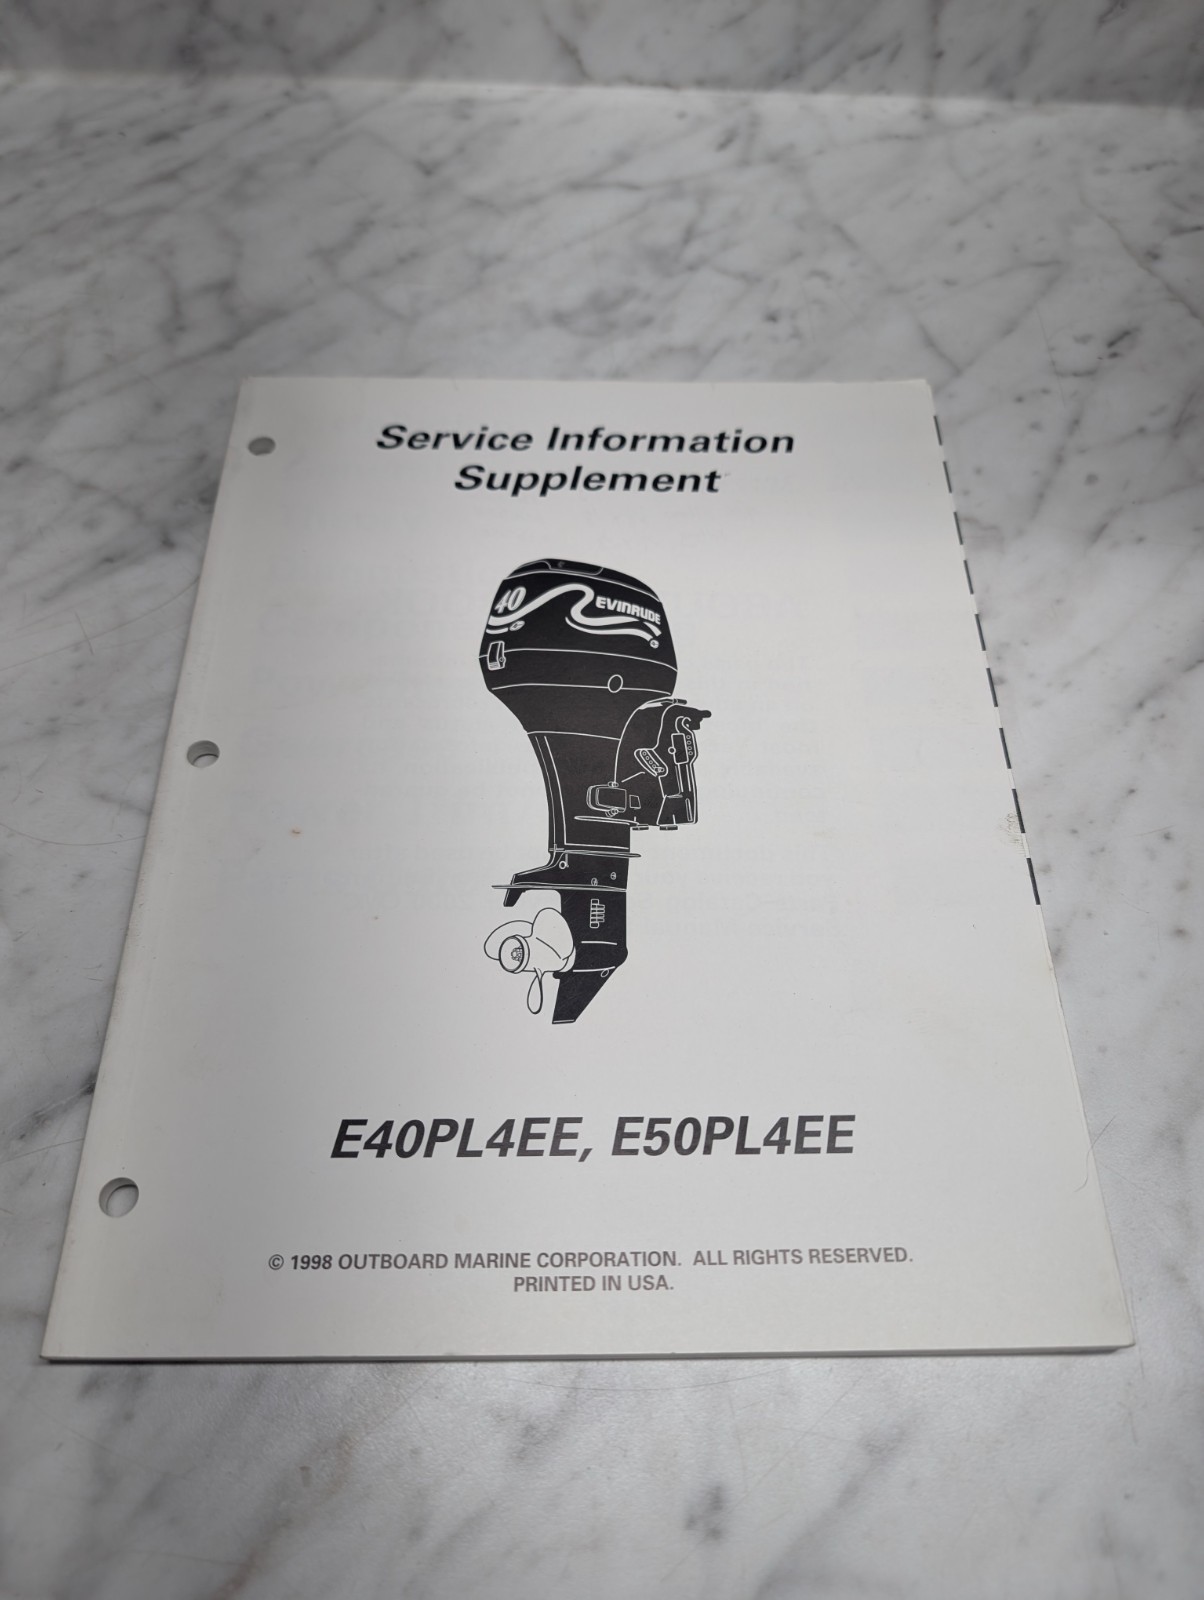 Service Information
Supplement
40
EVINRUDE
E40PL4EE, E50PL4EE
© 1998 OUTBOARD MARINE CORPORATION. ALL RIGHTS RESERVED.
PRINTED IN USA.